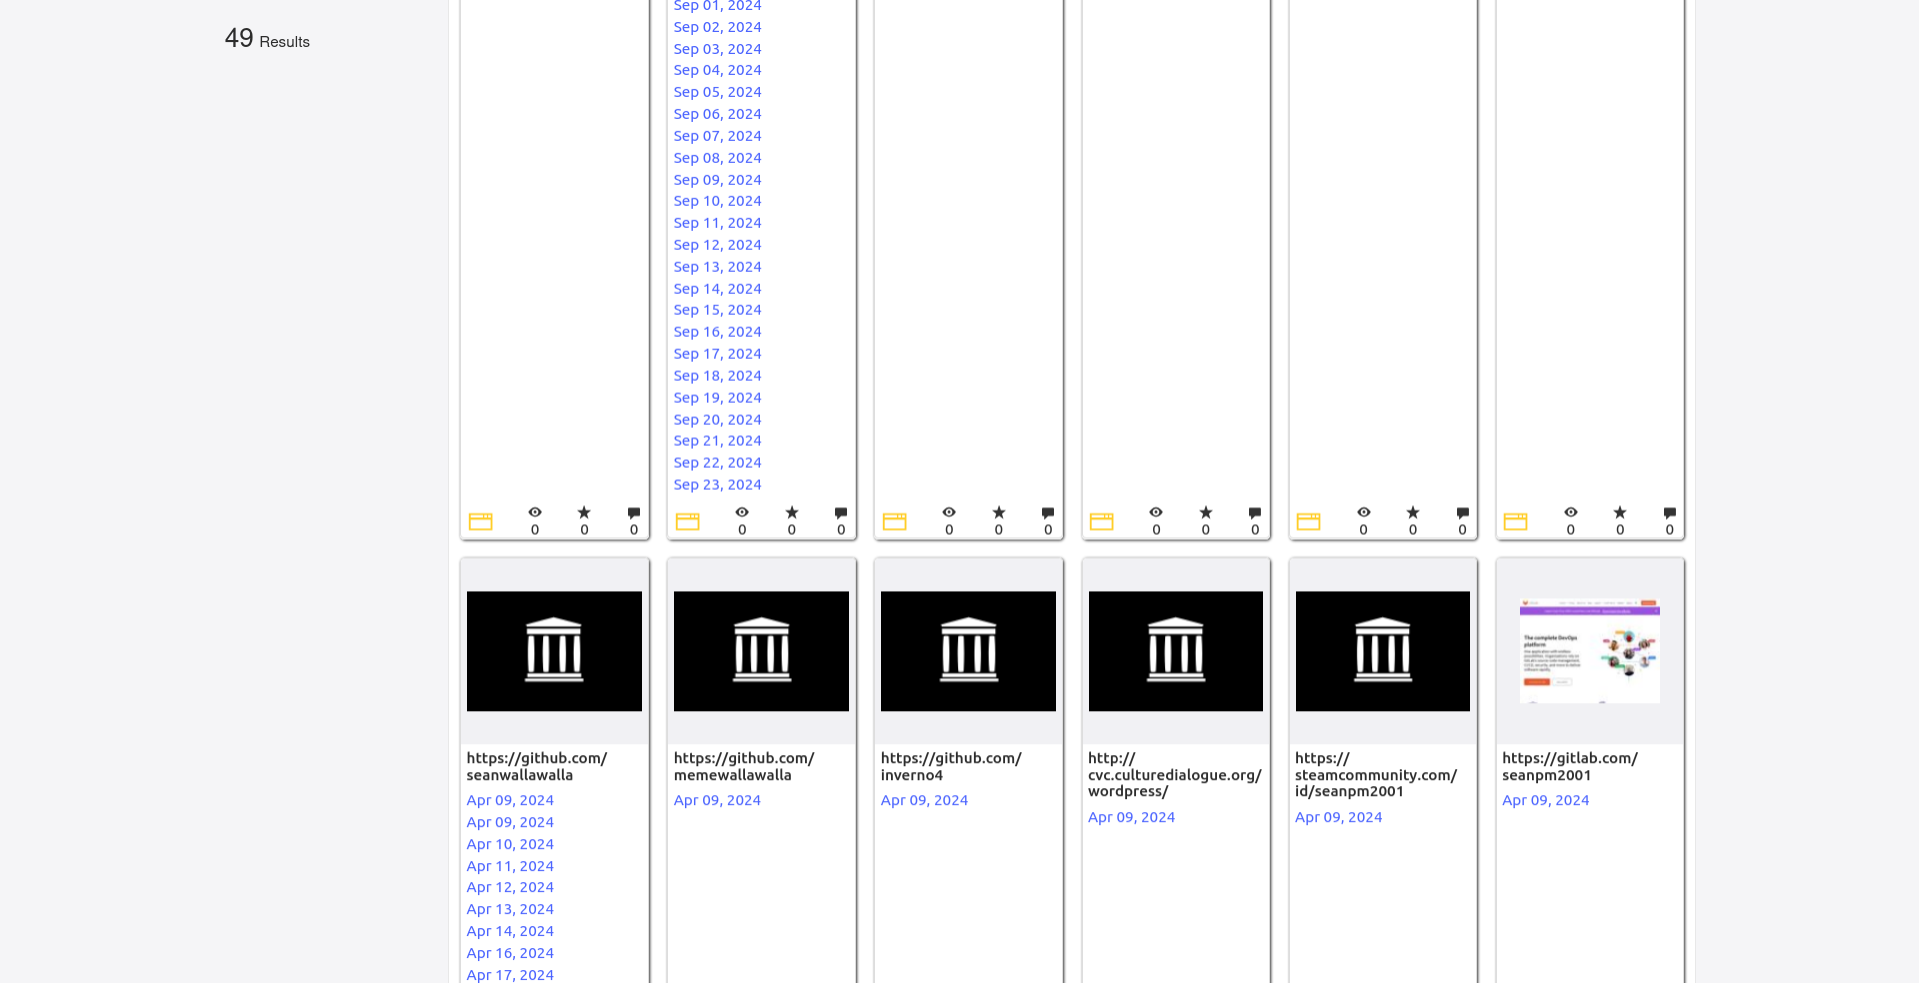 49 Results
Sep 01, 2024
Sep 02, 2024
Sep 03, 2024
Sep 04, 2024
Sep 05, 2024
Sep 06, 2024
Sep 07, 2024
Sep 08, 2024
Sep 09, 2024
Sep 10, 2024
Sep 11, 2024
Sep 12, 2024
Sep 13, 2024
Sep 14, 2024
Sep 15, 2024
Sep 16, 2024
Sep 17, 2024
Sep 18, 2024
Sep 19, 2024
Sep 20, 2024
Sep 21, 2024
Sep 22, 2024
Sep 23, 2024
0 0 0
0 0 0
0 0 0
0 0 0
0 0 0
0 0 0
https://github.com/
seanwallawalla
Apr 09, 2024
Apr 09, 2024
Apr 10, 2024
Apr 11, 2024
Apr 12, 2024
Apr 13, 2024
Apr 14, 2024
Apr 16, 2024
Apr 17, 2024
https://github.com/
memewallawalla
Apr 09, 2024
https://github.com/
inverno4
Apr 09, 2024
http://
cvc.culturedialogue.org/
wordpress/
Apr 09, 2024
https://
steamcommunity.com/
id/seanpm2001
Apr 09, 2024
The complete DevOps
platform
https://gitlab.com/
seanpm2001
Apr 09, 2024